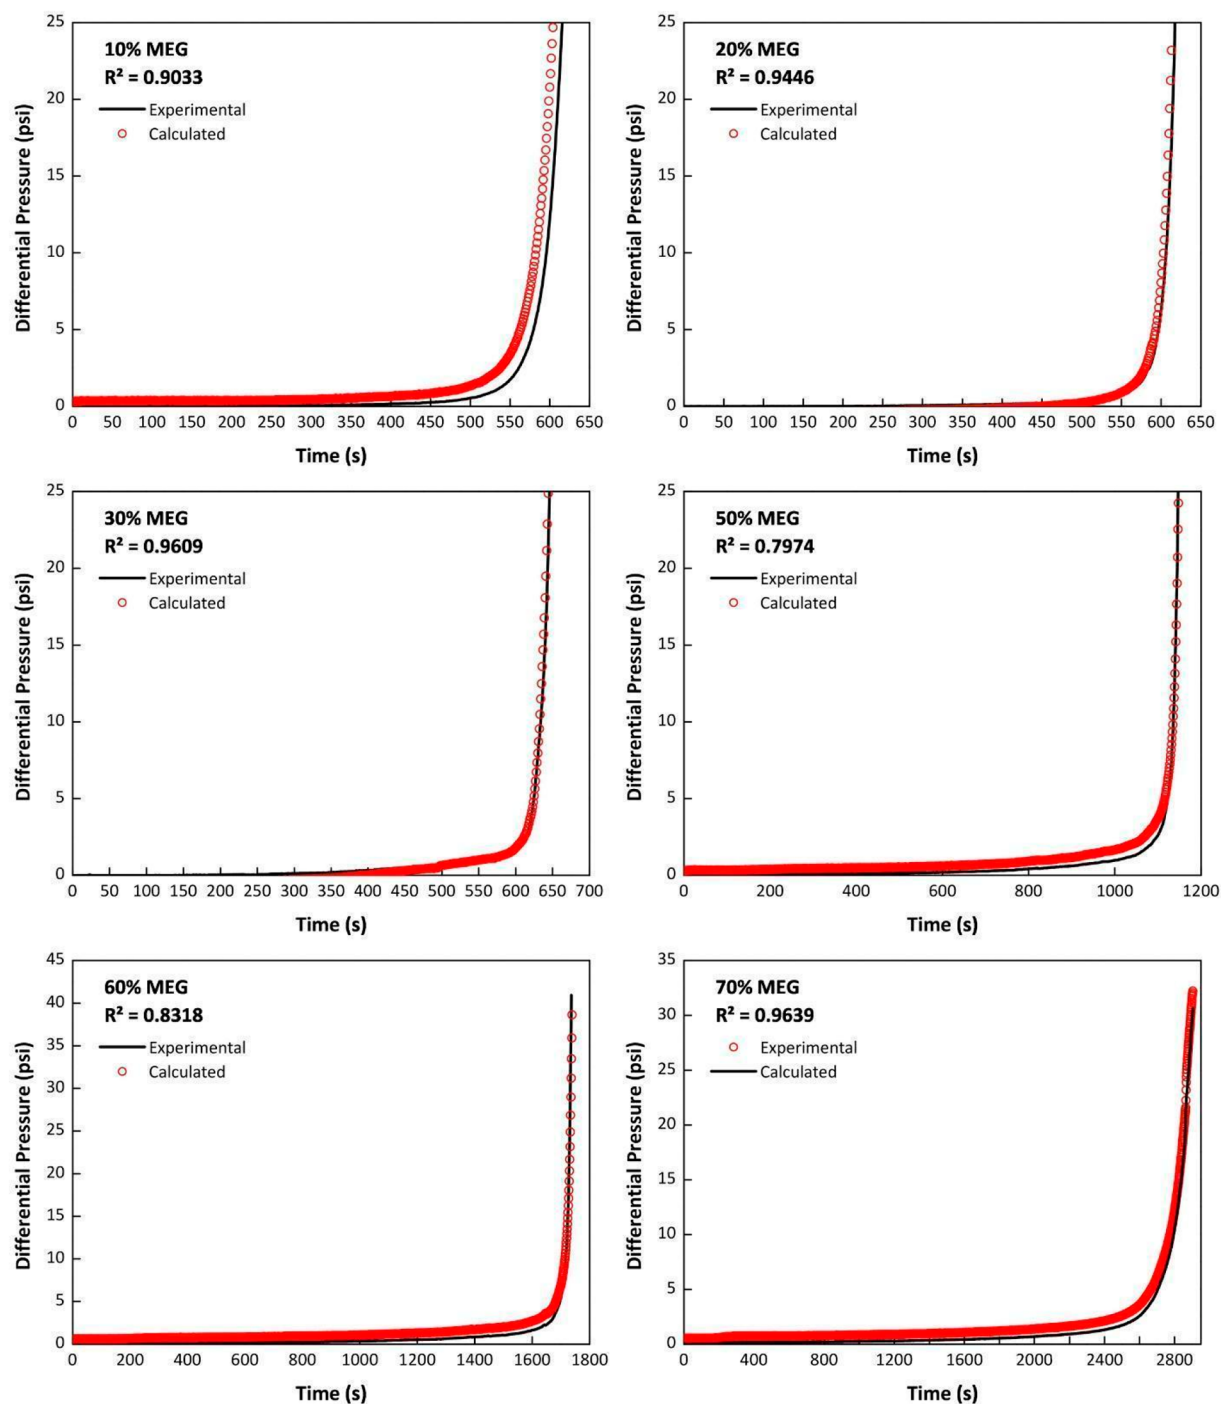 10% MEG
R² = 0.9033
Experimental
Calculated
Differential Pressure (psi)
25
20
15
10
5
0
0 50 100 150 200 250 300 350 400 450 500 550 600 650
Time (s)
20% MEG
R² = 0.9446
Experimental
Calculated
Differential Pressure (psi)
25
20
15
10
5
0
0 50 100 150 200 250 300 350 400 450 500 550 600 650
Time (s)
30% MEG
R² = 0.9609
Experimental
Calculated
Differential Pressure (psi)
25
20
15
10
5
0
0 50 100 150 200 250 300 350 400 450 500 550 600 650 700
Time (s)
50% MEG
R² = 0.7974
Experimental
Calculated
Differential Pressure (psi)
25
20
15
10
5
0
0 200 400 600 800 1000 1200
Time (s)
60% MEG
R² = 0.8318
Experimental
Calculated
Differential Pressure (psi)
45
40
35
30
25
20
15
10
5
0
0 200 400 600 800 1000 1200 1400 1600 1800
Time (s)
70% MEG
R² = 0.9639
Experimental
Calculated
Differential Pressure (psi)
35
30
25
20
15
10
5
0
0 400 800 1200 1600 2000 2400 2800
Time (s)